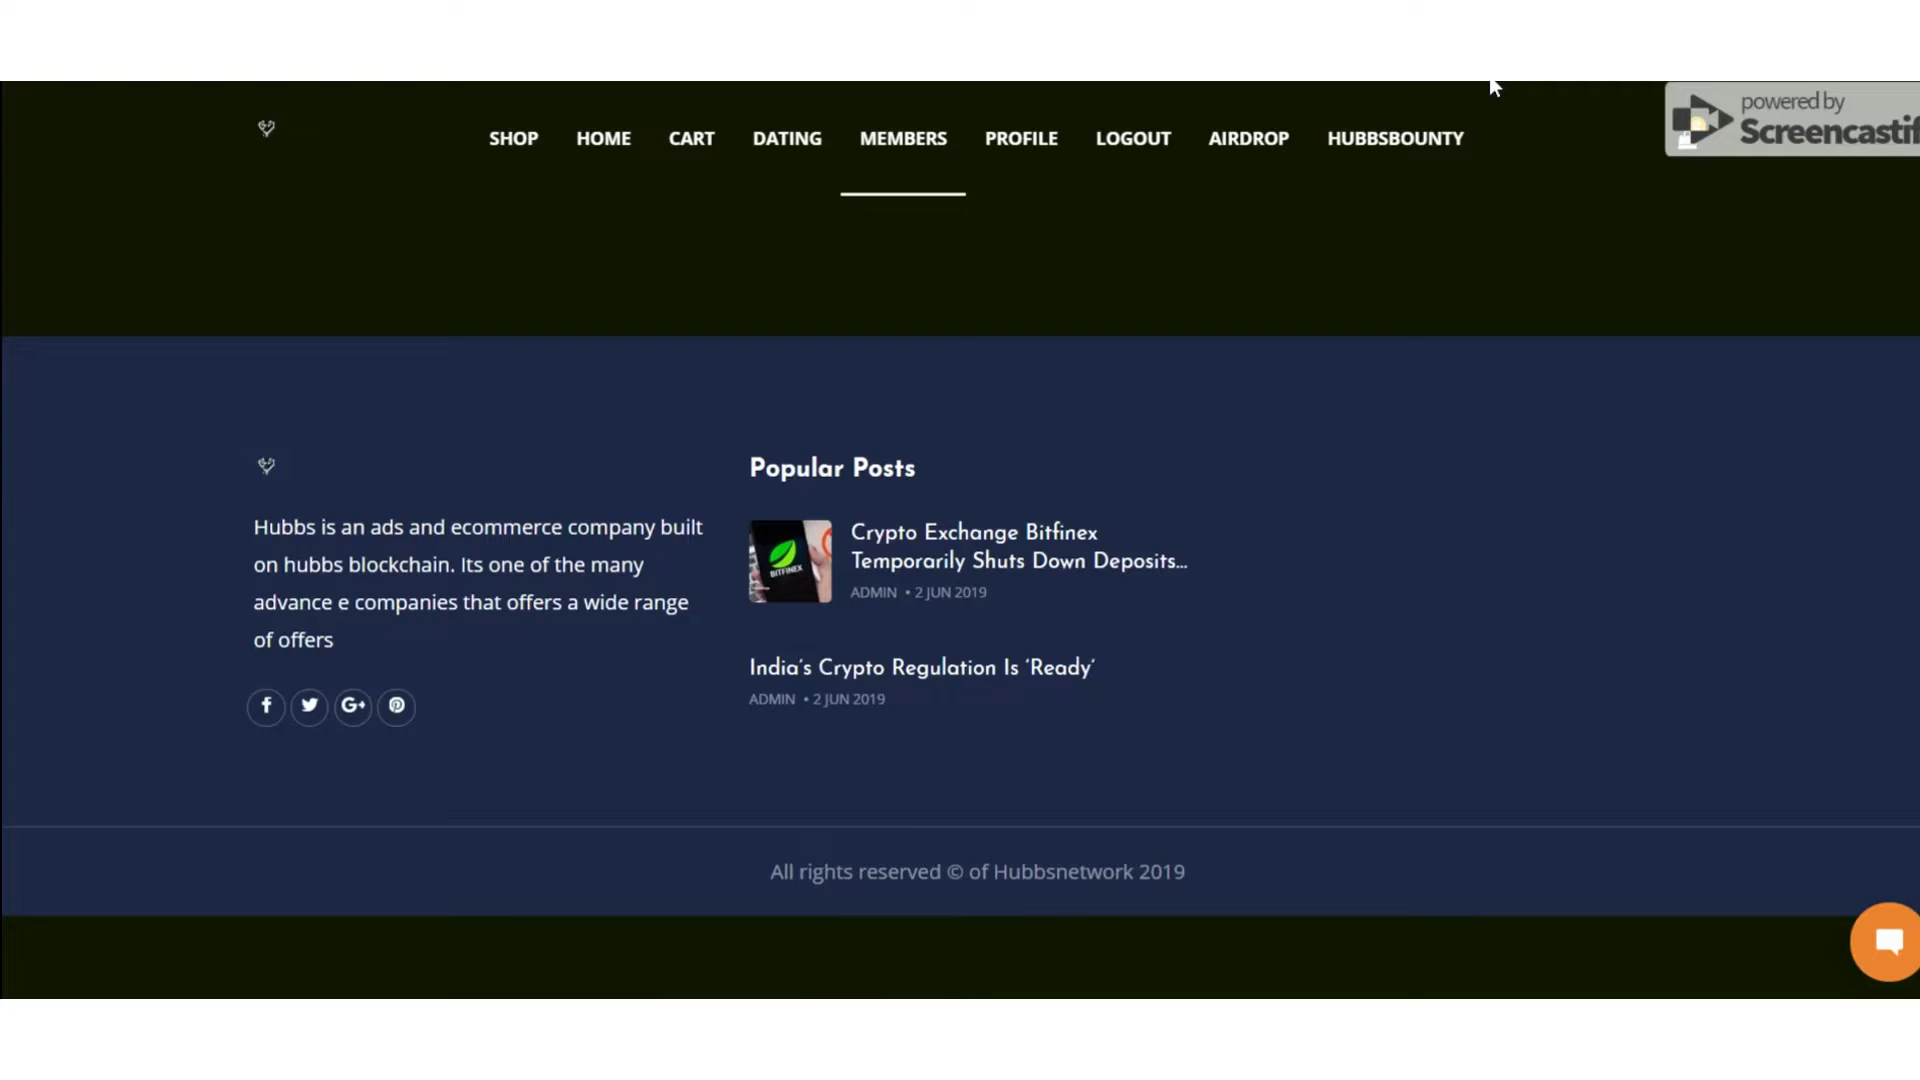 powered by
Screencastif
SHOP HOME CART DATING MEMBERS PROFILE LOGOUT AIRDROP HUBBSBOUNTY
Hubbs is an ads and ecommerce company built
on hubbs blockchain. Its one of the many
advance e companies that offers a wide range
of offers
Popular Posts
BITFINEX
Crypto Exchange Bitfinex
Temporarily Shuts Down Deposits...
ADMIN • 2 JUN 2019
India’s Crypto Regulation Is ‘Ready’
ADMIN • 2 JUN 2019
All rights reserved © of Hubbsnetwork 2019